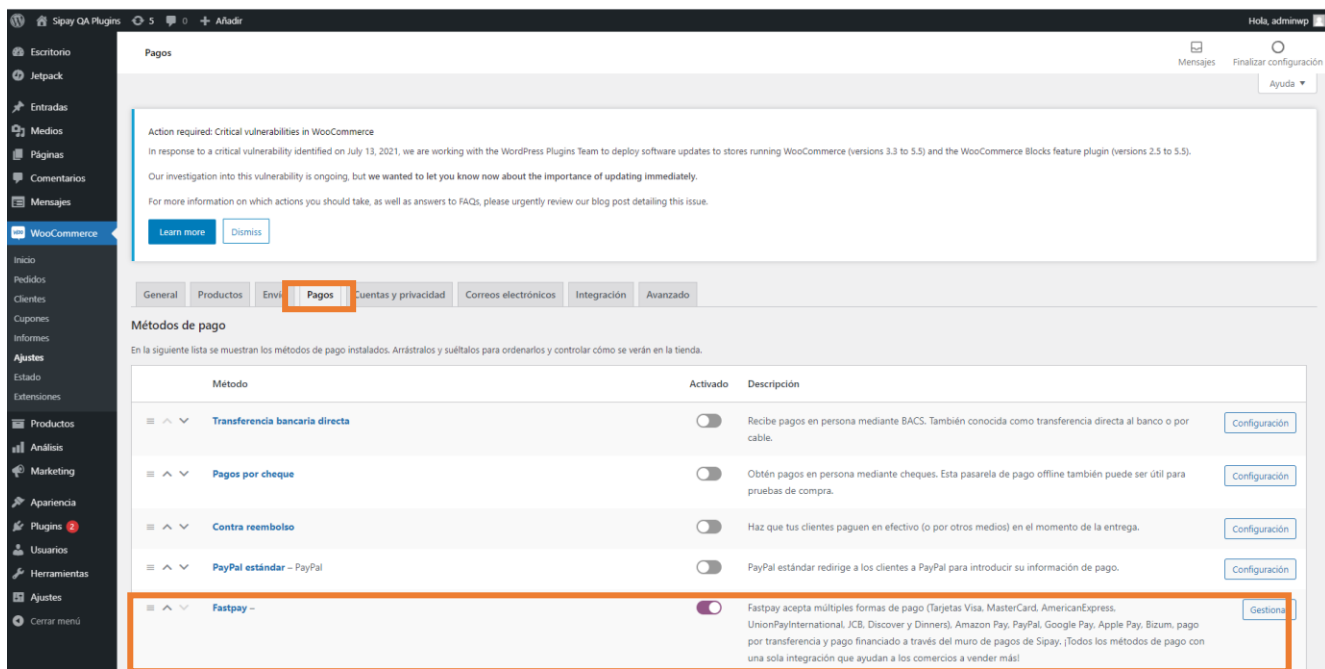 Sipay QA Plugins 5 0 + Añadir Hola, adminwp
Escritorio
Jetpack
Entradas
Medios
Páginas
Comentarios
Mensajes
WooCommerce
Inicio
Pedidos
Clientes
Cupones
Informes
Ajustes
Estado
Extensiones
Productos
Análisis
Marketing
Apariencia
Plugins 2
Usuarios
Herramientas
Ajustes
Cerrar menú
Pagos
Mensajes Finalizar configuración
Ayuda
Action required: Critical vulnerabilities in WooCommerce
In response to a critical vulnerability identified on July 13, 2021, we are working with the WordPress Plugins Team to deploy software updates to stores running WooCommerce (versions 3.3 to 5.5) and the WooCommerce Blocks feature plugin (versions 2.5 to 5.5).
Our investigation into this vulnerability is ongoing, but we wanted to let you know now about the importance of updating immediately.
For more information on which actions you should take, as well as answers to FAQs, please urgently review our blog post detailing this issue.
Learn more Dismiss
General Productos Enví Pagos Cuentas y privacidad Correos electrónicos Integración Avanzado
Métodos de pago
En la siguiente lista se muestran los métodos de pago instalados. Arrástralos y suéltalos para ordenarlos y controlar cómo se verán en la tienda.
Método Activado Descripción
Transferencia bancaria directa Recibe pagos en persona mediante BACS. También conocida como transferencia directa al banco o por Configuración
cable.
Pagos por cheque Obtén pagos en persona mediante cheques. Esta pasarela de pago offline también puede ser útil para Configuración
pruebas de compra.
Contra reembolso Haz que tus clientes paguen en efectivo (o por otros medios) en el momento de la entrega. Configuración
PayPal estándar – PayPal PayPal estándar redirige a los clientes a PayPal para introducir su información de pago. Configuración
Fastpay – Fastpay acepta múltiples formas de pago (Tarjetas Visa, MasterCard, AmericanExpress, Gestiona
UnionPayInternational, JCB, Discover y Dinners), Amazon Pay, PayPal, Google Pay, Apple Pay, Bizum, pago
por transferencia y pago financiado a través del muro de pagos de Sipay. ¡Todos los métodos de pago con
una sola integración que ayudan a los comercios a vender más!